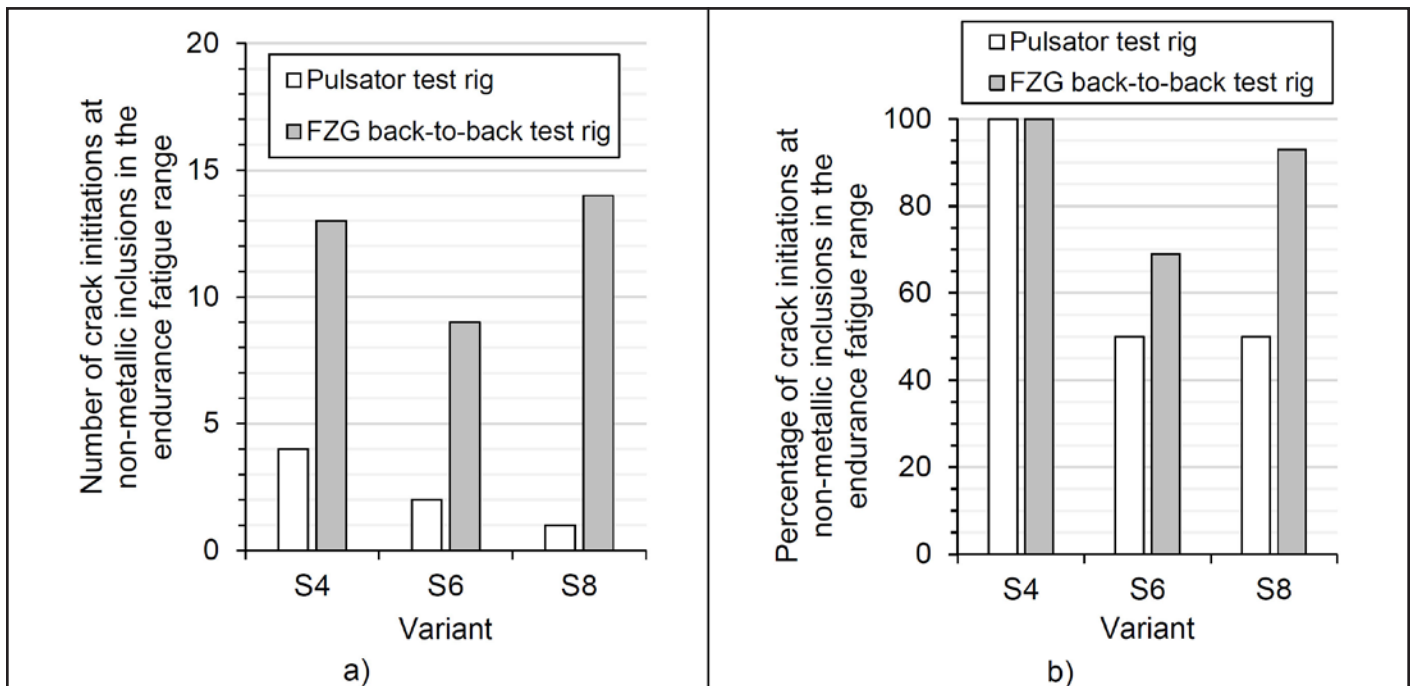 Number of crack inititations at
non-metallic inclusions in the
endurance fatigue range
20
15
10
5
0
Pulsator test rig
FZG back-to-back test rig
S4
S6
S8
Variant
a)
Percentage of crack initiations at
non-metallic inclusions in the
endurance fatigue range
Pulsator test rig
FZG back-to-back test rig
100
80
60
40
20
0
S4
S6
S8
Variant
b)